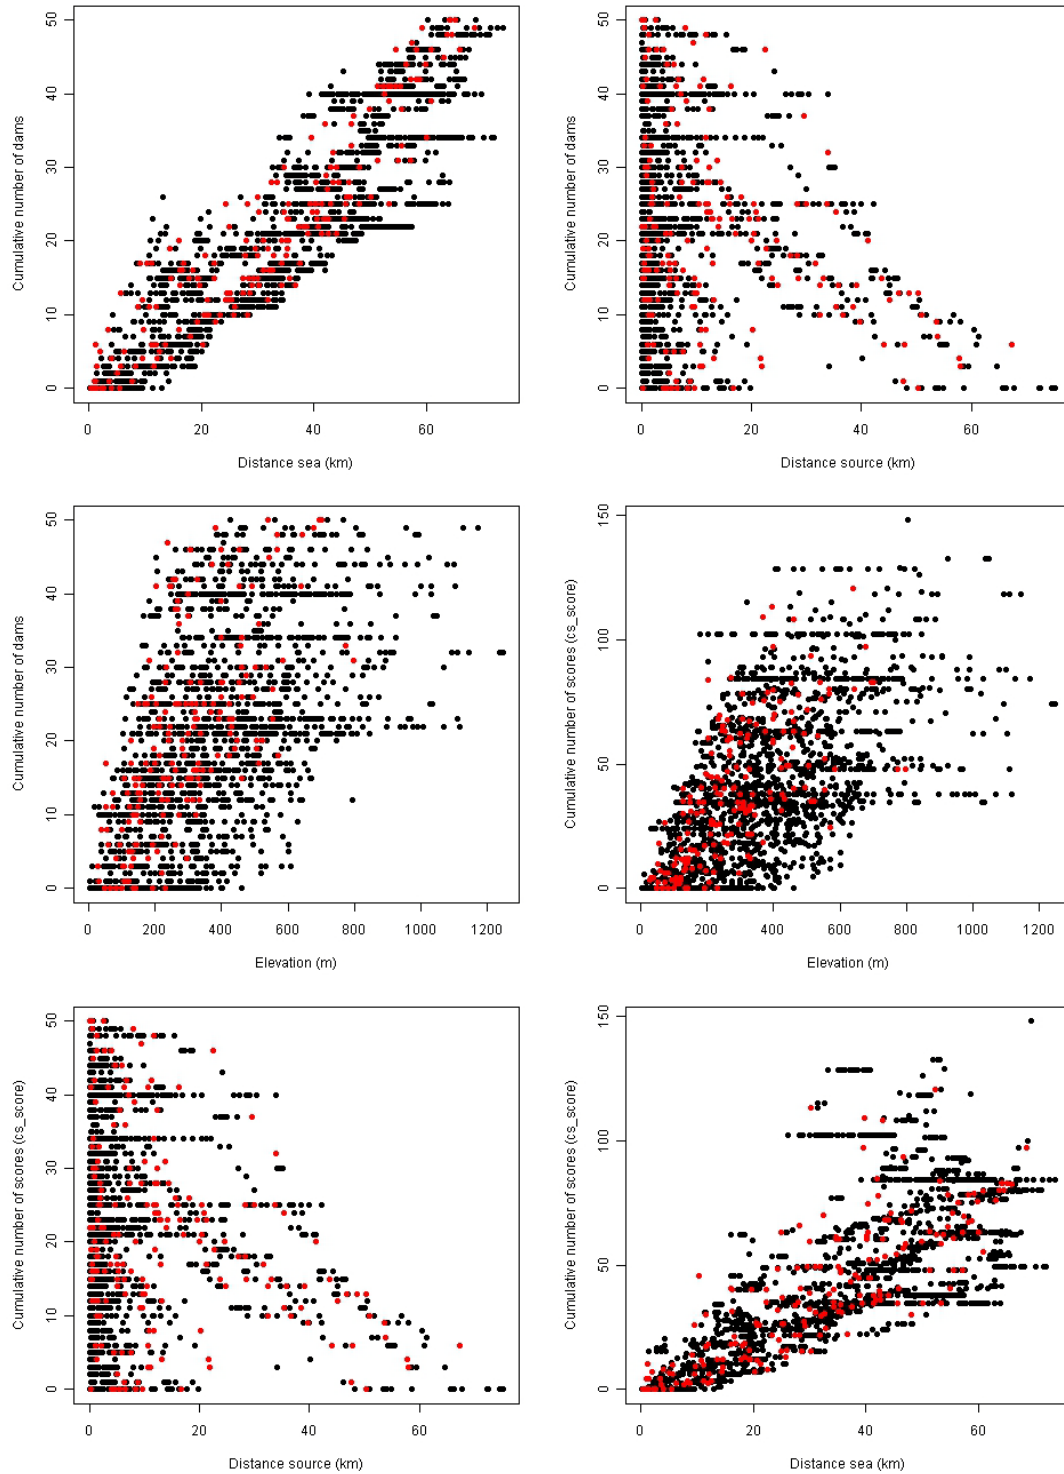 50
40
30
20
10
0
Cumulative number of dams
0 20 40 60
Distance sea (km)
50
40
30
20
10
0
Cumulative number of dams
0 20 40 60
Distance source (km)
50
40
30
20
10
0
Cumulative number of dams
0 200 400 600 800 1000 1200
Elevation (m)
150
100
50
0
Cumulative number of scores (cs_score)
0 200 400 600 800 1000 1200
Elevation (m)
50
40
30
20
10
0
Cumulative number of scores (cs_score)
0 20 40 60
Distance source (km)
150
100
50
0
Cumulative number of scores (cs_score)
0 20 40 60
Distance sea (km)